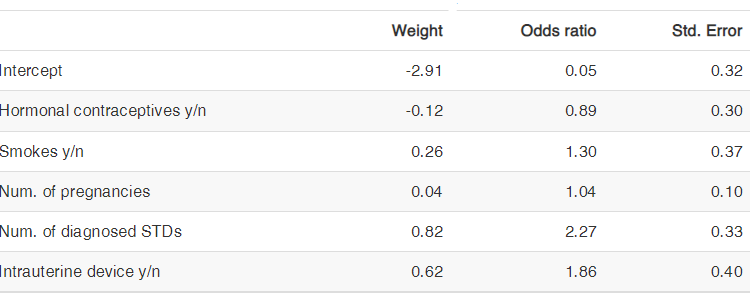 Weight Odds ratio Std. Error
Intercept -2.91 0.05 0.32
Hormonal contraceptives y/n -0.12 0.89 0.30
Smokes y/n 0.26 1.30 0.37
Num. of pregnancies 0.04 1.04 0.10
Num. of diagnosed STDs 0.82 2.27 0.33
Intrauterine device y/n 0.62 1.86 0.40